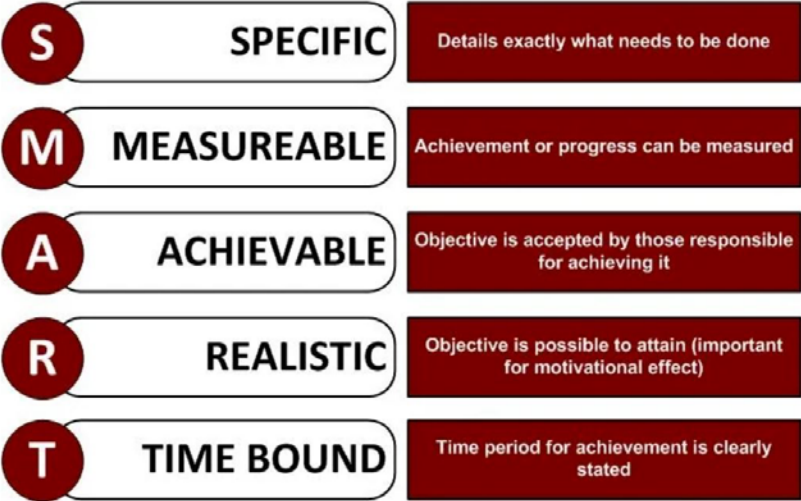 S SPECIFIC Details exactly what needs to be done
M MEASUREABLE Achievement or progress can be measured
A ACHIEVABLE Objective is accepted by those responsible
for achieving it
R REALISTIC Objective is possible to attain (important
for motivational effect)
T TIME BOUND Time period for achievement is clearly
stated